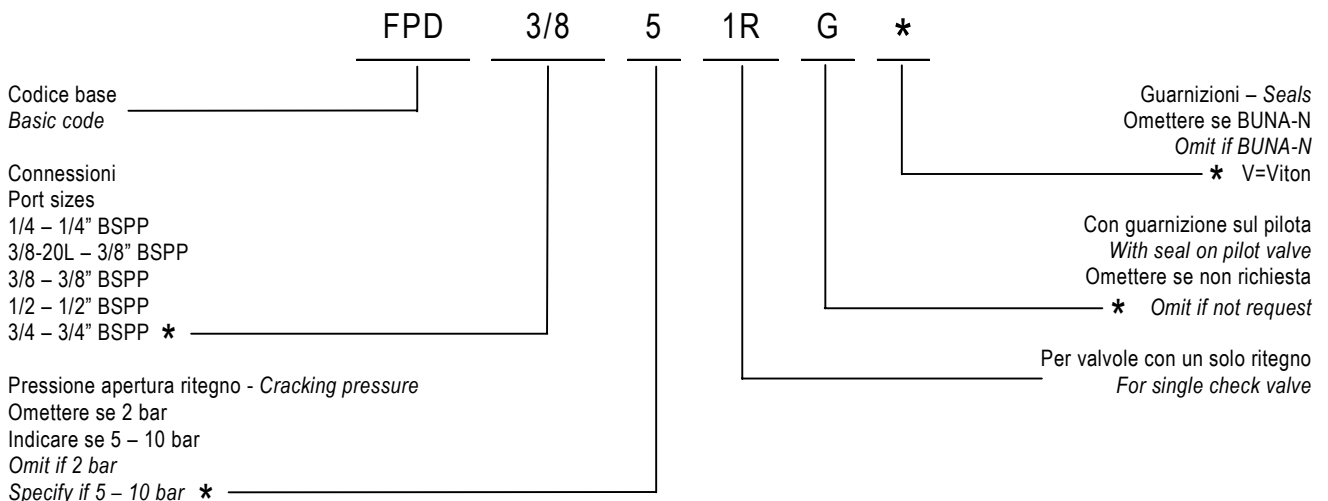 FPD 3/8 5 1R G *
Codice base
Basic code
Connessioni
Port sizes
1/4 – 1/4” BSPP
3/8-20L – 3/8” BSPP
3/8 – 3/8” BSPP
1/2 – 1/2” BSPP
3/4 – 3/4” BSPP *
Pressione apertura ritegno - Cracking pressure
Omettere se 2 bar
Indicare se 5 – 10 bar
Omit if 2 bar
Specify if 5 – 10 bar *
Guarnizioni – Seals
Omettere se BUNA-N
Omit if BUNA-N
* V=Viton
Con guarnizione sul pilota
With seal on pilot valve
Omettere se non richiesta
* Omit if not request
Per valvole con un solo ritegno
For single check valve